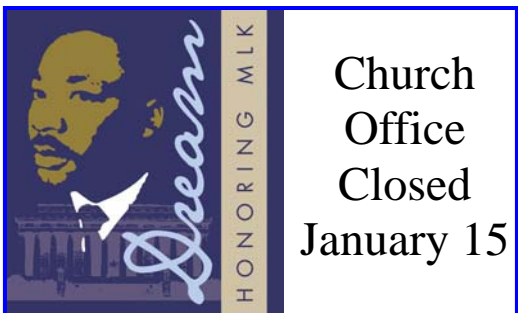 Dream
HONORING MLK
Church
Office
Closed
January 15